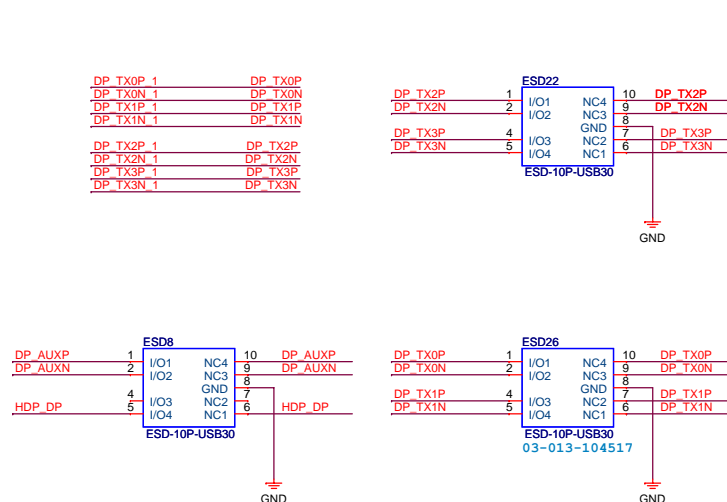 DP_TX0P_1 DP_TX0P
DP_TX0N_1 DP_TX0N
DP_TX1P_1 DP_TX1P
DP_TX1N_1 DP_TX1N
DP_TX2P_1 DP_TX2P
DP_TX2N_1 DP_TX2N
DP_TX3P_1 DP_TX3P
DP_TX3N_1 DP_TX3N
ESD22
DP_TX2P 1 I/O1 NC4 10 DP_TX2P
DP_TX2N 2 I/O2 NC3 9 DP_TX2N
GND 8
DP_TX3P 4 I/O3 NC2 7 DP_TX3P
DP_TX3N 5 I/O4 NC1 6 DP_TX3N
ESD-10P-USB30
GND
ESD8
DP_AUXP 1 I/O1 NC4 10 DP_AUXP
DP_AUXN 2 I/O2 NC3 9 DP_AUXN
GND 8
4 I/O3 NC2 7
HDP_DP 5 I/O4 NC1 6 HDP_DP
ESD-10P-USB30
GND
ESD26
DP_TX0P 1 I/O1 NC4 10 DP_TX0P
DP_TX0N 2 I/O2 NC3 9 DP_TX0N
GND 8
DP_TX1P 4 I/O3 NC2 7 DP_TX1P
DP_TX1N 5 I/O4 NC1 6 DP_TX1N
ESD-10P-USB30
03-013-104517
GND